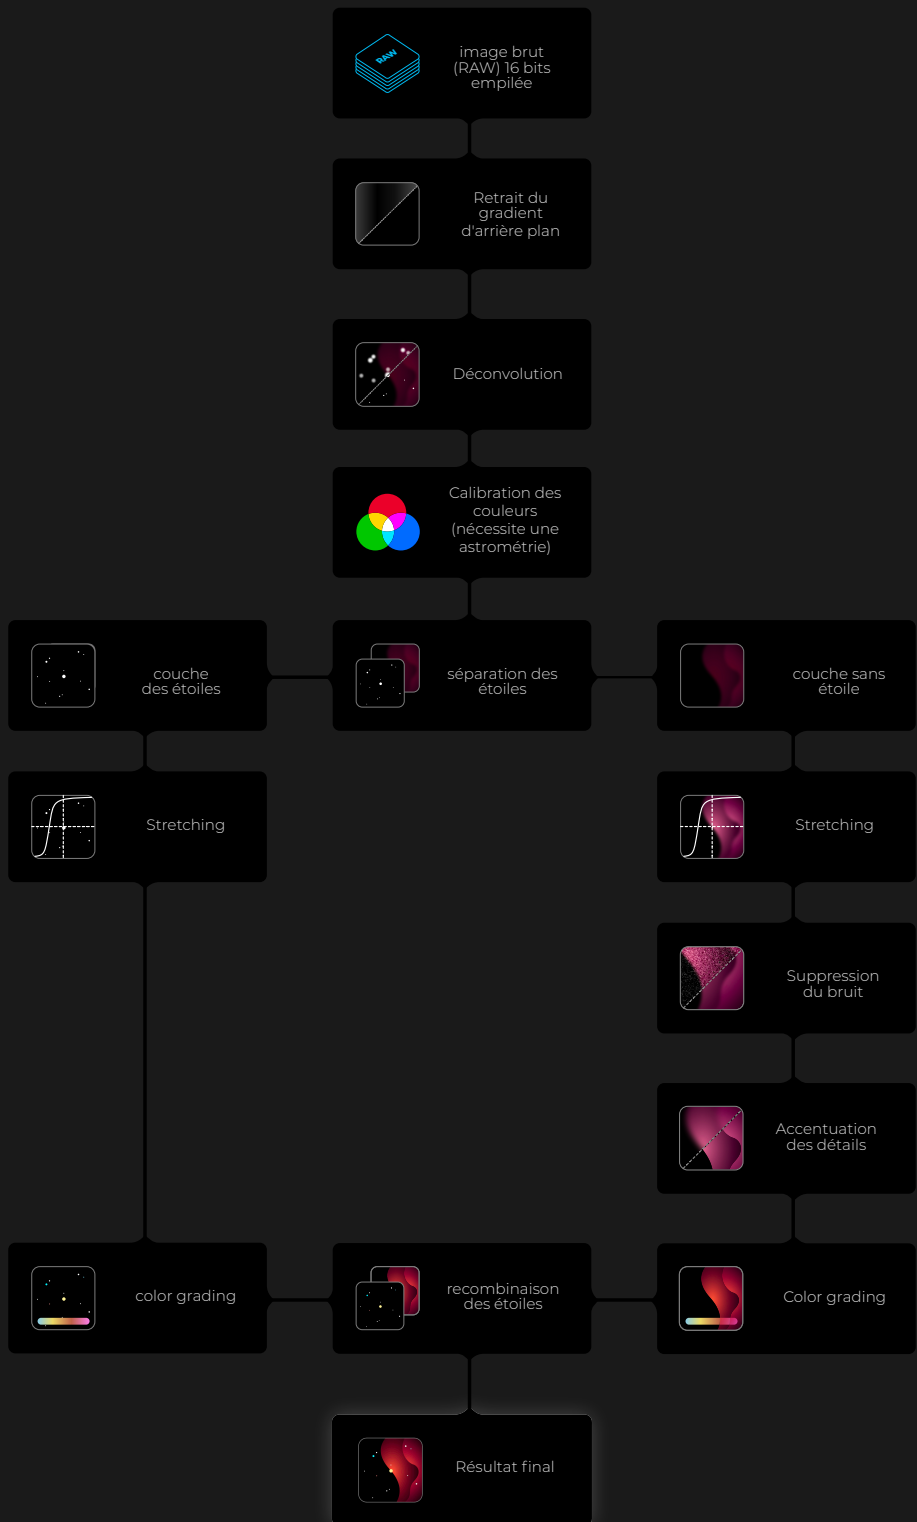 RAW
image brut
(RAW) 16 bits
empilée
Retrait du
gradient
d'arrière plan
Déconvolution
Calibration des
couleurs
(nécessite une
astrométrie)
couche
des étoiles
séparation des
étoiles
couche sans
étoile
Stretching
Stretching
Suppression
du bruit
Accentuation
des détails
color grading
recombinaison
des étoiles
Color grading
Résultat final